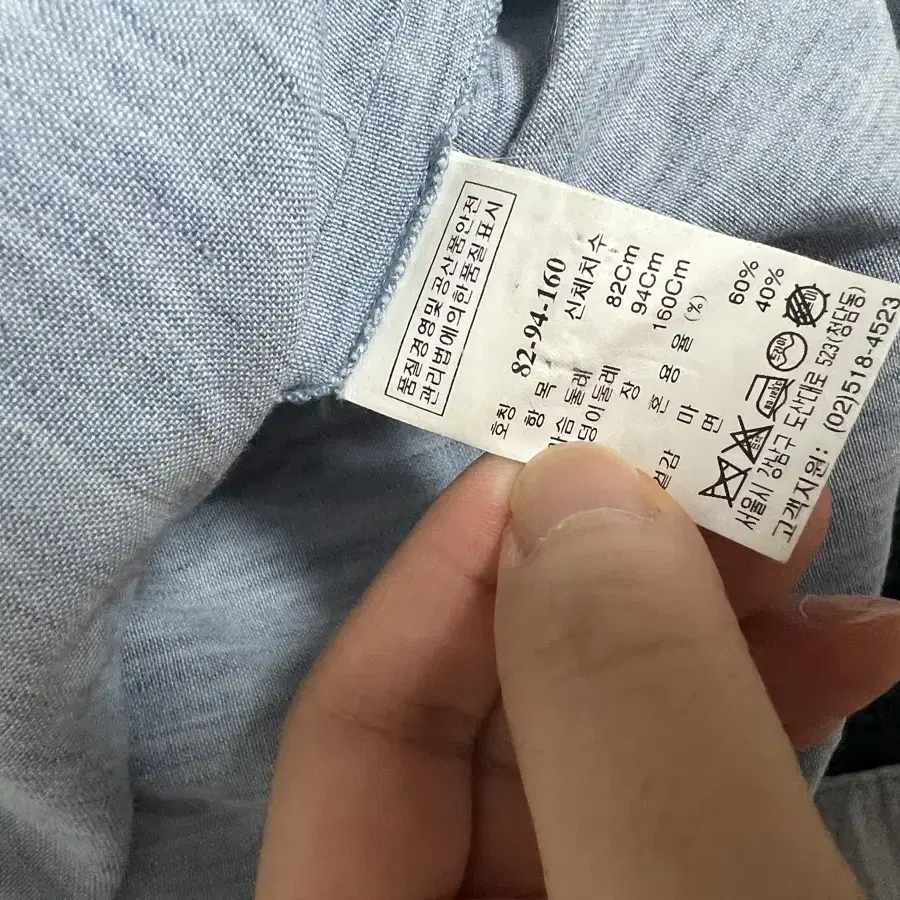 품질경영및 공산품안전
관리법에의한 품질표시
호칭 82-94-160
항 목 신체치수
가슴 둘레 82Cm
덩이둘레 94Cm
장 160Cm
혼 용 율 (%)
마 60%
면 40%
서울시 강남구 도산대로 523(청담동)
고객지원: (02)518-4523